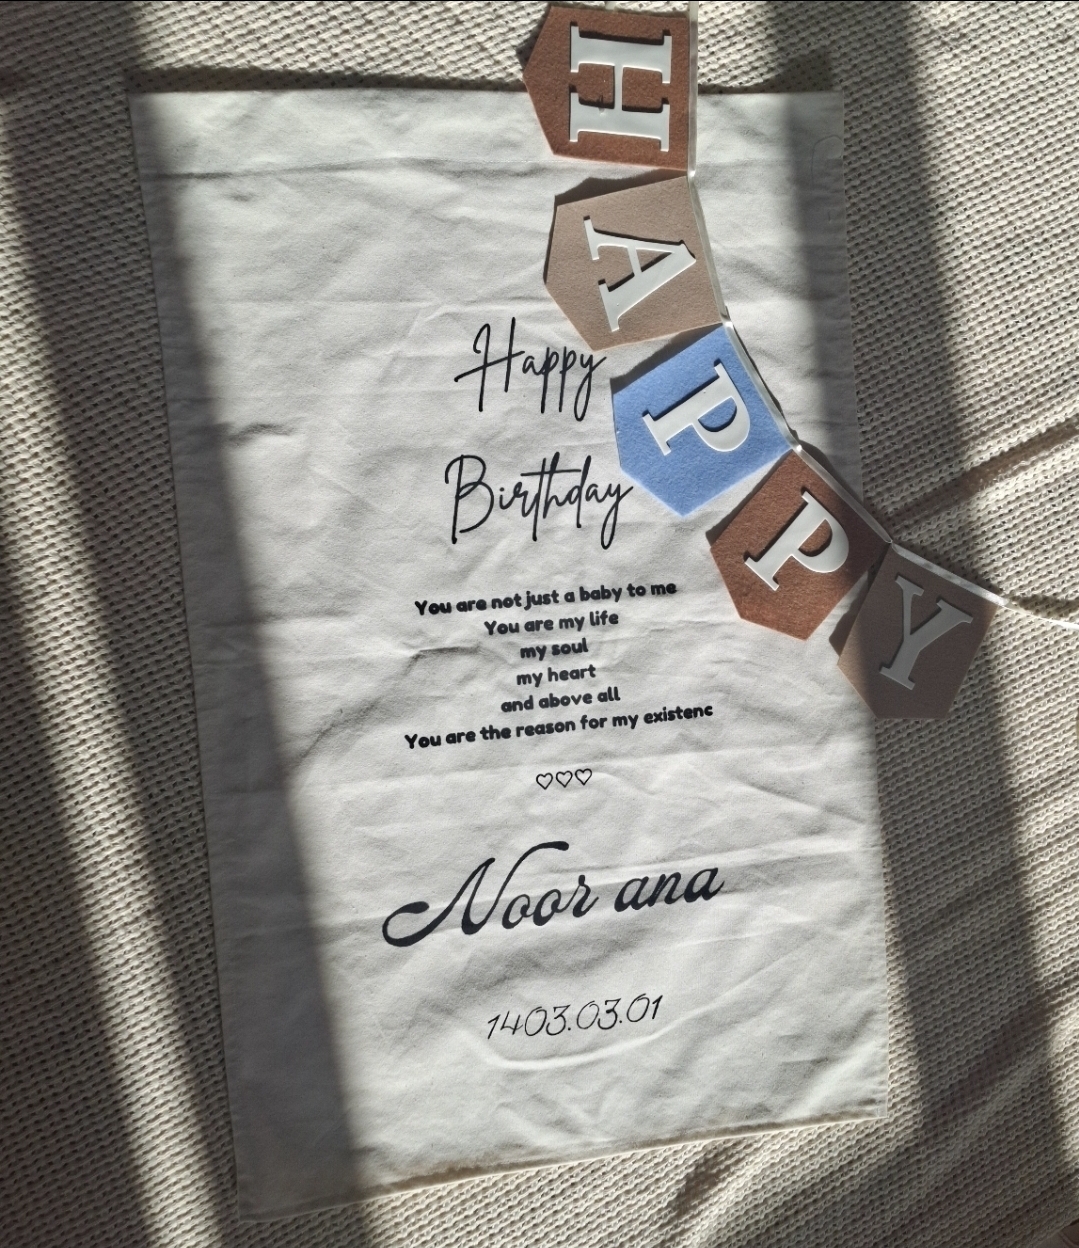 HAPPY
Happy
Birthday
You are not just a baby to me
You are my life
my soul
my heart
and above all
You are the reason for my existenc
♡♡♡
Noor ana
1403.03.01